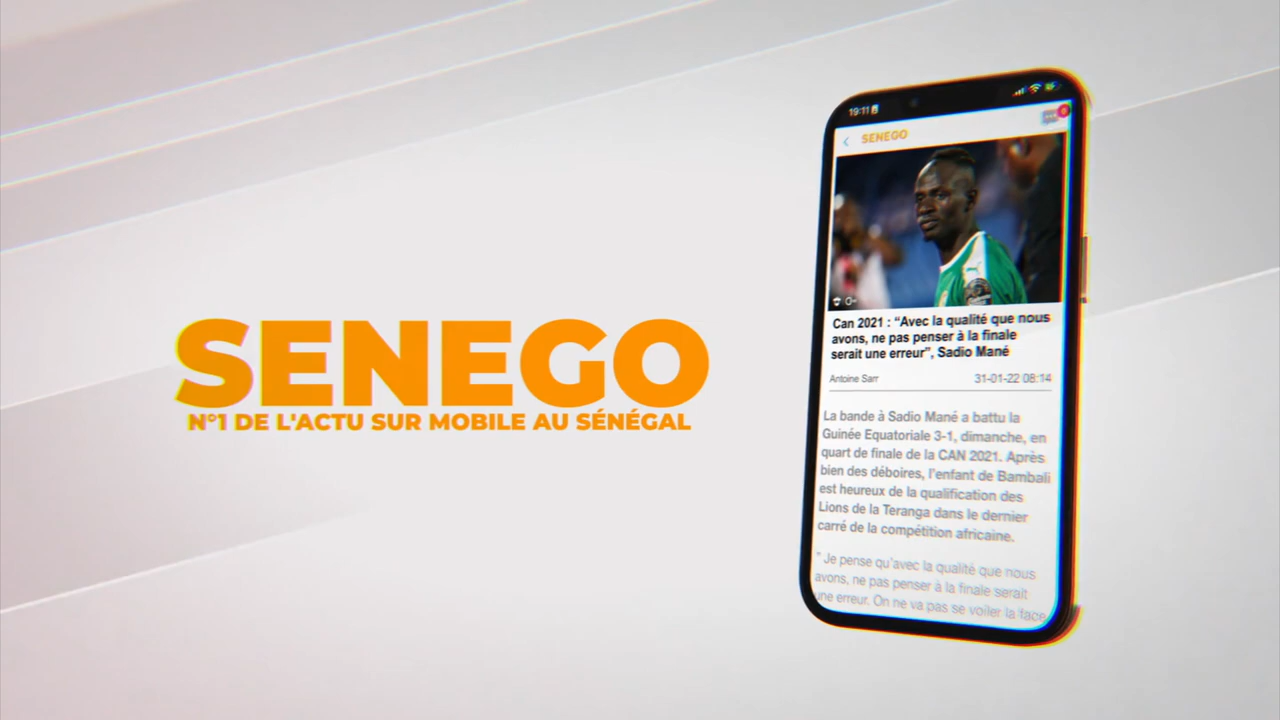 SENEGO
N°1 DE L'ACTU SUR MOBILE AU SÉNÉGAL
19:11
SENEGO
0
Can 2021 : “Avec la qualité que nous
avons, ne pas penser à la finale
serait une erreur”, Sadio Mané
Antoine Sarr 31-01-22 08:14
La bande à Sadio Mané a battu la
Guinée Equatoriale 3-1, dimanche, en
quart de finale de la CAN 2021. Après
bien des déboires, l'enfant de Bambali
est heureux de la qualification des
Lions de la Teranga dans le dernier
carré de la compétition africaine.
" Je pense qu'avec la qualité que nous
avons, ne pas penser à la finale serait
une erreur. On ne va pas se voiler la face